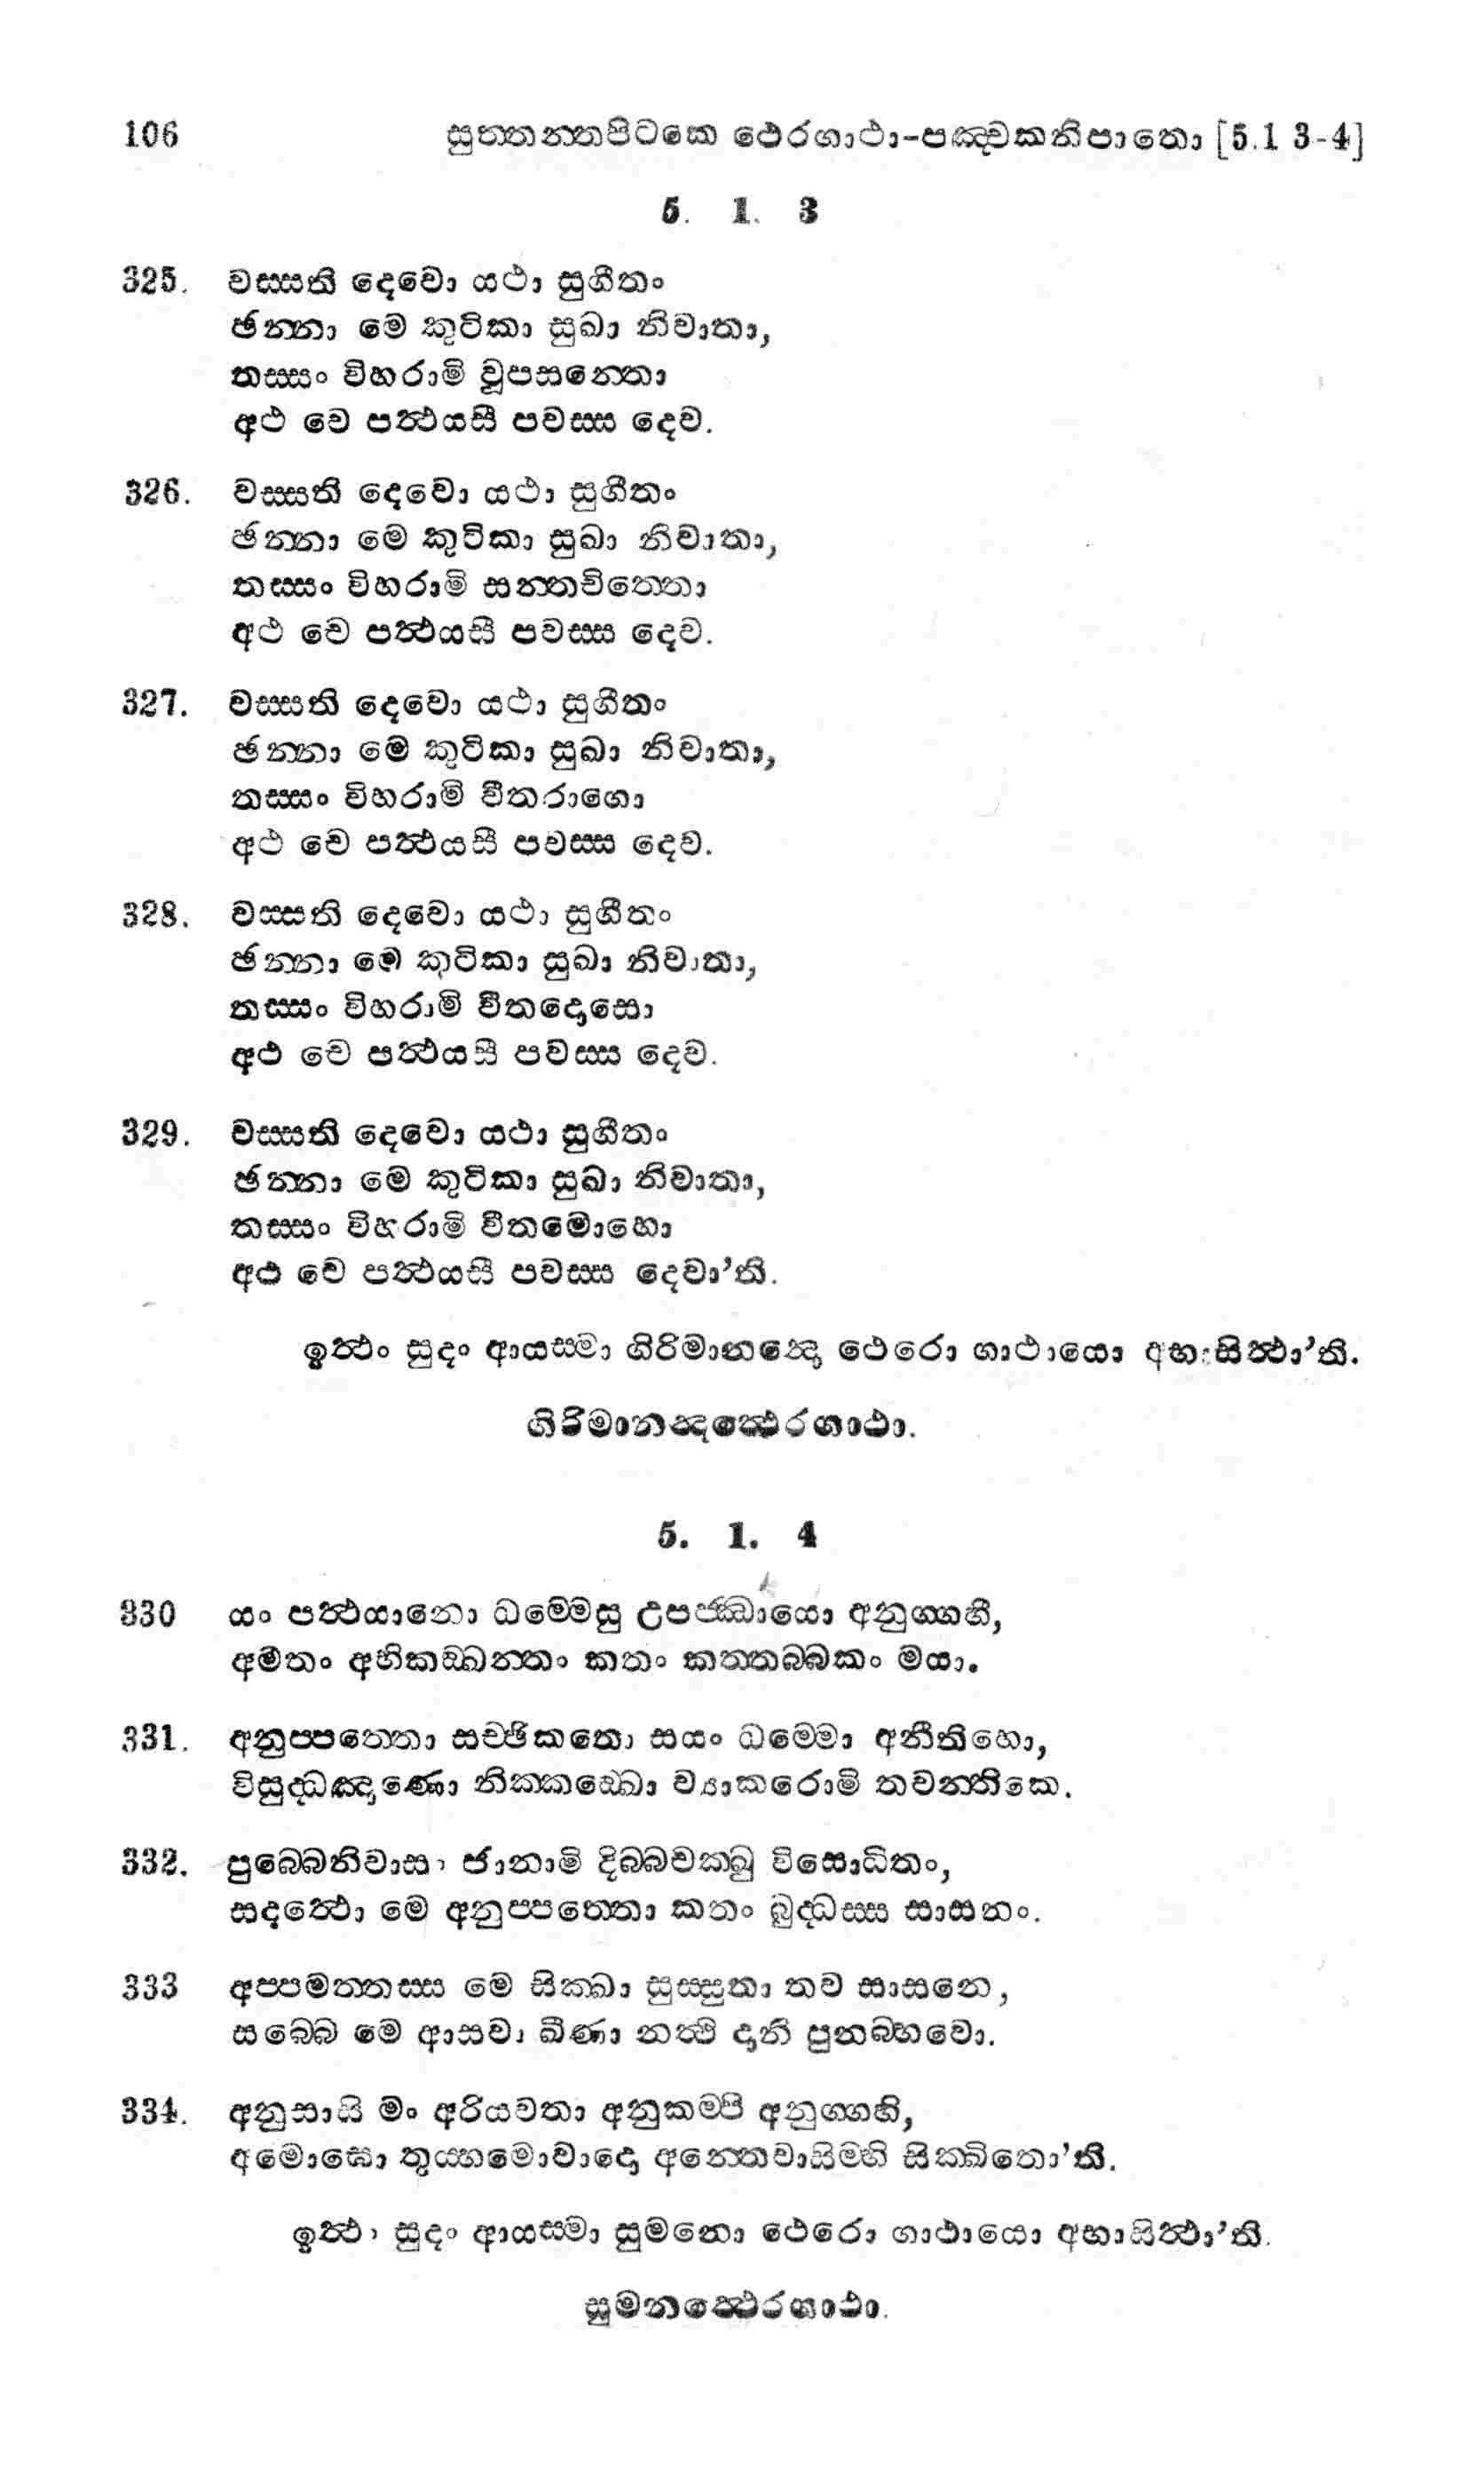 106 සුත්තන්තපිටකෙ ථෙරගාථා-පඤ්චකනිපාතො [5.1 3-4]
5. 1. 3
325. වස්සති දෙවො යථා සුගීතං
ඡන්නා මෙ කුටිකා සුඛා නිවාතා,
තස්සං විහරාමි වූපසන්තො
අථ චෙ පත්ථයසී පවස්ස දෙව.
326. වස්සති දෙවො යථා සුගීතං
ඡන්නා මෙ කුටිකා සුඛා නිවාතා,
තස්සං විහරාමි සන්තචිත්තො
අථ චෙ පත්ථයසී පවස්ස දෙව.
327. වස්සති දෙවො යථා සුගීතං
ඡන්නා මෙ කුටිකා සුඛා නිවාතා,
තස්සං විහරාමි වීතරාගො
අථ චෙ පත්ථයසී පවස්ස දෙව.
328. වස්සති දෙවො යථා සුගීතං
ඡන්නා මෙ කුටිකා සුඛා නිවාතා,
තස්සං විහරාමි වීතදොසො
අථ චෙ පත්ථයසී පවස්ස දෙව.
329. වස්සති දෙවො යථා සුගීතං
ඡන්නා මෙ කුටිකා සුඛා නිවාතා,
තස්සං විහරාමි වීතමොහො
අථ චෙ පත්ථයසී පවස්ස දෙවා’ති.
ඉත්ථං සුදං ආයස්මා ගිරිමානන්දො ථෙරො ගාථායො අභාසිත්ථා’ති.
ගිරිමානන්දත්ථෙරගාථා.
5. 1. 4
330 යං පත්ථයානො ධම්මෙසු උපජ්ඣායො අනුග්ගහී,
අමතං අභිකඞ්ඛන්තං කතං කත්තබ්බකං මයා.
331. අනුප්පත්තො සච්ඡිකතො සයං ධම්මො අනීතිහො,
විසුද්ධඤාණො නික්කඞ්ඛො ව්‍යාකරොමි තවන්තිකෙ.
332. පුබ්බෙනිවාසං ජානාමි දිබ්බචක්ඛු විසොධිතං,
සදත්ථො මෙ අනුප්පත්තො කතං බුද්ධස්ස සාසනං.
333 අප්පමත්තස්ස මෙ සික්ඛා සුස්සුතා තව සාසනෙ,
සබ්බෙ මෙ ආසවා ඛීණා නත්ථි දානි පුනබ්භවො.
334. අනුසාසි මං අරියවතා අනුකම්පි අනුග්ගහි,
අමොඝො තුය්හමොවාදො අන්තෙවාසිම්හි සික්ඛිතො’ති.
ඉත්ථං සුදං ආයස්මා සුමනො ථෙරො ගාථායො අභාසිත්ථා’ති.
සුමනත්ථෙරගාථා.